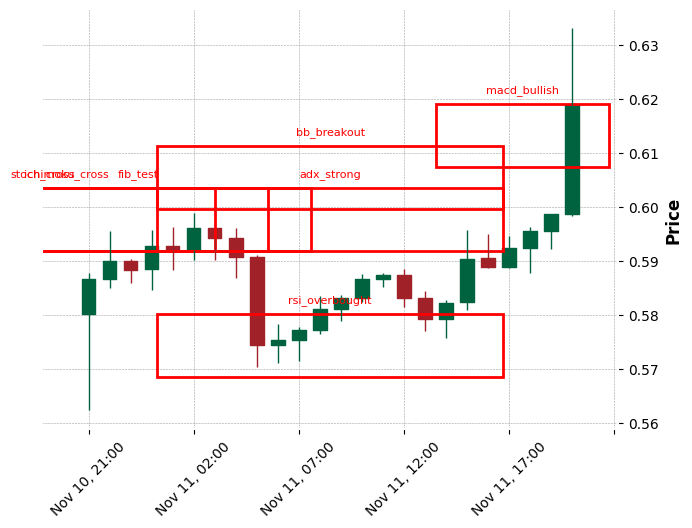 0.63
macd_bullish
0.62
bb_breakout
0.61
fib_test
adx_strong
0.60
Price
0.59
rsi_overbought
0.58
0.57
0.56
Nov 10, 21:00
Nov 11, 02:00
Nov 11, 07:00
Nov 11, 12:00
Nov 11, 17:00